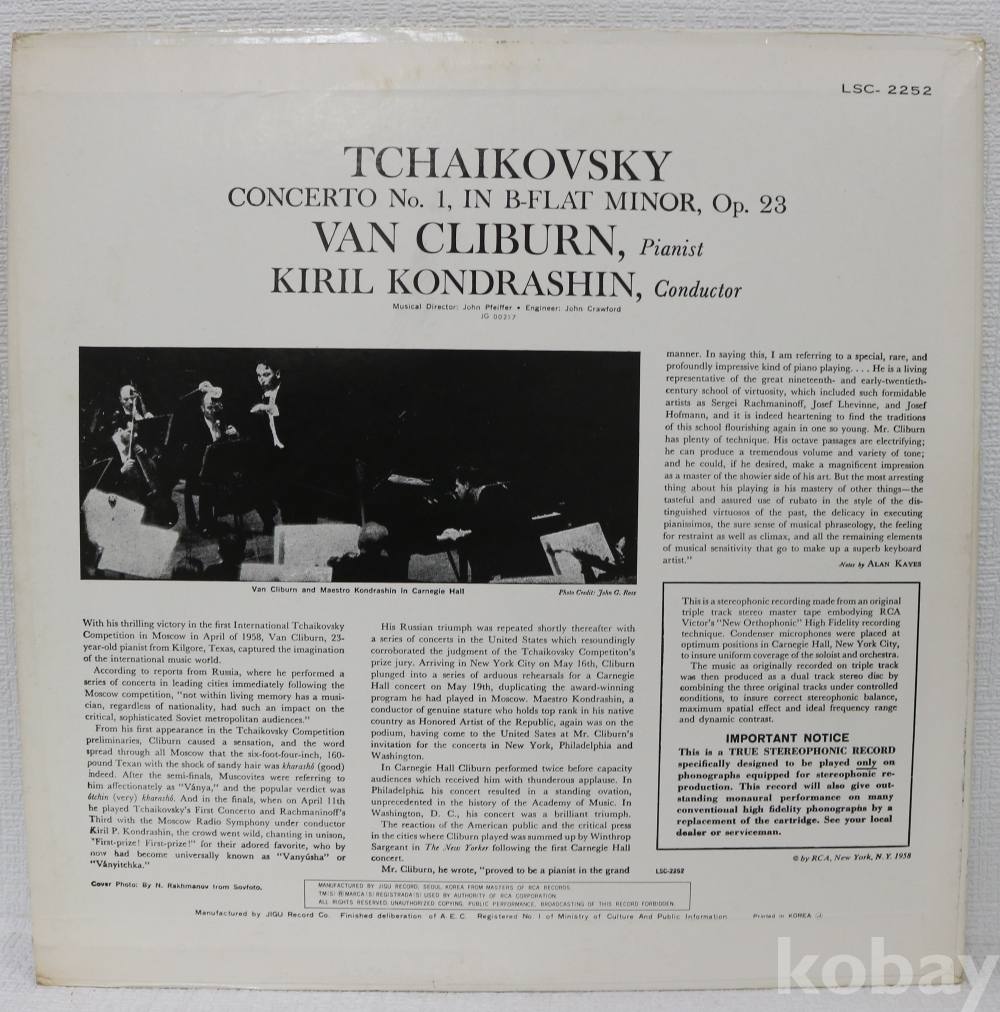 LSC- 2252
TCHAIKOVSKY
CONCERTO No. 1, IN B-FLAT MINOR, Op. 23
VAN CLIBURN, Pianist
KIRIL KONDRASHIN, Conductor
Musical Director: John Pfeiffer • Engineer: John Crawford
JG 00217
Van Cliburn and Maestro Kondrashin in Carnegie Hall
Photo Credit: John G. Ross
With his thrilling victory in the first International Tchaikovsky
Competition in Moscow in April of 1958, Van Cliburn, 23-
year-old pianist from Kilgore, Texas, captured the imagination
of the international music world.
According to reports from Russia, where he performed a
series of concerts in leading cities immediately following the
Moscow competition, "not within living memory has a musi-
cian, regardless of nationality, had such an impact on the
critical, sophisticated Soviet metropolitan audiences."
From his first appearance in the Tchaikovsky Competition
preliminaries, Cliburn caused a sensation, and the word
spread through all Moscow that the six-foot-four-inch, 160-
pound Texan with the shock of sandy hair was kharashó (good)
indeed. After the semi-finals, Muscovites were referring to
him affectionately as "Ványa," and the popular verdict was
ótchin (very) kharashó. And in the finals, when on April 11th
he played Tchaikovsky's First Concerto and Rachmaninoff's
Third with the Moscow Radio Symphony under conductor
Kiril P. Kondrashin, the crowd went wild, chanting in unison,
"First-prize! First-prize!" for their adored favorite, who by
now had become universally known as "Vanyúsha" or
"Ványitchka."
His Russian triumph was repeated shortly thereafter with
a series of concerts in the United States which resoundingly
corroborated the judgment of the Tchaikovsky Competiton's
prize jury. Arriving in New York City on May 16th, Cliburn
plunged into a series of arduous rehearsals for a Carnegie
Hall concert on May 19th, duplicating the award-winning
program he had played in Moscow. Maestro Kondrashin, a
conductor of genuine stature who holds top rank in his native
country as Honored Artist of the Republic, again was on the
podium, having come to the United Sates at Mr. Cliburn's
invitation for the concerts in New York, Philadelphia and
Washington.
In Carnegie Hall Cliburn performed twice before capacity
audiences which received him with thunderous applause. In
Philadelphia his concert resulted in a standing ovation,
unprecedented in the history of the Academy of Music. In
Washington, D. C., his concert was a brilliant triumph.
The reaction of the American public and the critical press
in the cities where Cliburn played was summed up by Winthrop
Sargeant in The New Yorker following the first Carnegie Hall
concert.
Mr. Cliburn, he wrote, "proved to be a pianist in the grand
manner. In saying this, I am referring to a special, rare, and
profoundly impressive kind of piano playing. . . . He is a living
representative of the great nineteenth- and early-twentieth-
century school of virtuosity, which included such formidable
artists as Sergei Rachmaninoff, Josef Lhevinne, and Josef
Hofmann, and it is indeed heartening to find the traditions
of this school flourishing again in one so young. Mr. Cliburn
has plenty of technique. His octave passages are electrifying;
he can produce a tremendous volume and variety of tone;
and he could, if he desired, make a magnificent impression
as a master of the showier side of his art. But the most arresting
thing about his playing is his mastery of other things—the
tasteful and assured use of rubato in the style of the dis-
tinguished virtuosos of the past, the delicacy in executing
pianissimos, the sure sense of musical phraseology, the feeling
for restraint as well as climax, and all the remaining elements
of musical sensitivity that go to make up a superb keyboard
artist."
Notes by ALAN KAYES
This is a stereophonic recording made from an original
triple track stereo master tape embodying RCA
Victor's "New Orthophonic" High Fidelity recording
technique. Condenser microphones were placed at
optimum positions in Carnegie Hall, New York City,
to insure uniform coverage of the soloist and orchestra.
The music as originally recorded on triple track
was then produced as a dual track stereo disc by
combining the three original tracks under controlled
conditions, to insure correct stereophonic balance,
maximum spatial effect and ideal frequency range
and dynamic contrast.
IMPORTANT NOTICE
This is a TRUE STEREOPHONIC RECORD
specifically designed to be played only on
phonographs equipped for stereophonic re-
production. This record will also give out-
standing monaural performance on many
conventional high fidelity phonographs by a
replacement of the cartridge. See your local
dealer or serviceman.
© by RCA, New York, N. Y. 1958
LSC-2252
Cover Photo: By N. Rakhmanov from Sovfoto.
MANUFACTURED BY JIGU RECORD, SEOUL, KOREA FROM MASTERS OF RCA RECORDS.
TM(S) ® MARCA(S) REGISTRADA(S) USED BY AUTHORITY OF RCA CORPORATION.
ALL RIGHTS RESERVED. UNAUTHORIZED COPYING, PUBLIC PERFORMANCE, BROADCASTING OF THIS RECORD FORBIDDEN.
Manufactured by JIGU Record Co. Finished deliberation of A. E. C. Registered No. 1 of Ministry of Culture And Public Information
Printed in KOREA
kobay